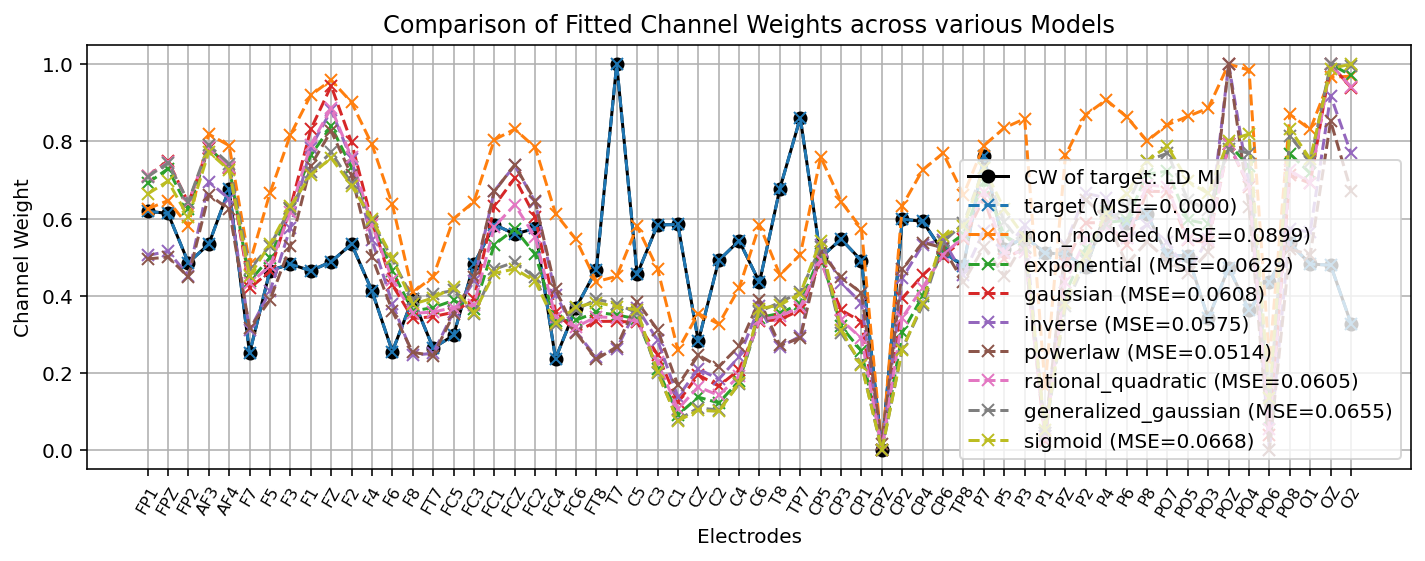 Comparison of Fitted Channel Weights across various Models
Channel Weight
1.0
0.8
0.6
0.4
0.2
0.0
CW of target: LD MI
target (MSE=0.0000)
non_modeled (MSE=0.0899)
exponential (MSE=0.0629)
gaussian (MSE=0.0608)
inverse (MSE=0.0575)
powerlaw (MSE=0.0514)
rational_quadratic (MSE=0.0605)
generalized_gaussian (MSE=0.0655)
sigmoid (MSE=0.0668)
FP1 FPZ FP2 AF3 AF4 F7 F5 F3 F1 FZ F2 F4 F6 F8 FT7 FC5 FC3 FC1 FCZ FC2 FC4 FC6 FT8 T7 C5 C3 C1 CZ C2 C4 C6 T8 TP7 CP5 CP3 CP1 CPZ CP2 CP4 CP6 TP8 P7 P5 P3 P1 PZ P2 P4 P6 P8 PO7 PO5 PO3 POZ PO4 PO6 PO8 O1 OZ O2
Electrodes